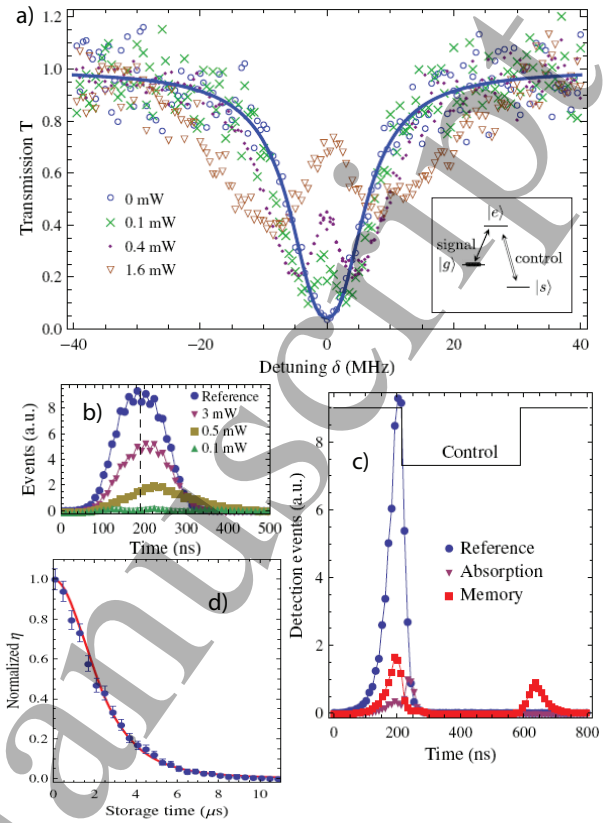 a)
1.2
1.0
0.8
0.6
0.4
0.2
0.0
Transmission T
0 mW
0.1 mW
0.4 mW
1.6 mW
|e⟩
signal
control
|g⟩
|s⟩
−40
−20
0
20
40
Detuning δ (MHz)
b)
8
6
4
2
0
Events (a.u.)
Reference
3 mW
0.5 mW
0.1 mW
0 100 200 300 400 500
Time (ns)
c)
8
6
4
2
0
Detection events (a.u.)
Control
Reference
Absorption
Memory
0 200 400 600 800
Time (ns)
d)
1.0
0.8
0.6
0.4
0.2
0.0
Normalized η
0 2 4 6 8 10
Storage time (μs)
anuscript